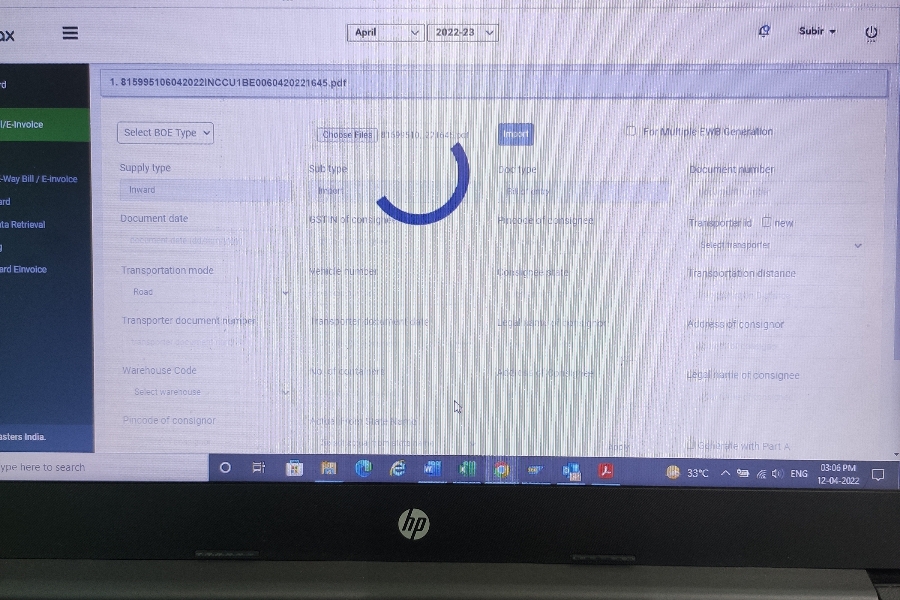 ax
April
2022-23
Subir
rd
l/E-Invoice
-Way Bill / E-invoice
ard
ta Retrieval
g
ard Einvoice
asters India.
1. 815995106042022INCCU1BE0060420221645.pdf
Select BOE Type
Choose Files
Import
For Multiple EWB Generation
Supply type
Sub type
Doc type
Document number
Inward
Import
Bill of entry
Document date
GSTIN of consignee
Pincode of consignee
Transporter id
new
Select transporter
Transportation mode
Vehicle number
Consignee state
Transportation distance
Road
Transporter document number
Transporter document date
Legal name of consignor
Address of consignor
Warehouse Code
No. of containers
Address of consignee
Legal name of consignee
Select warehouse
Pincode of consignor
Actual From State Name
Generate with Part A
ype here to search
33°C
ENG
03:06 PM
12-04-2022
hp